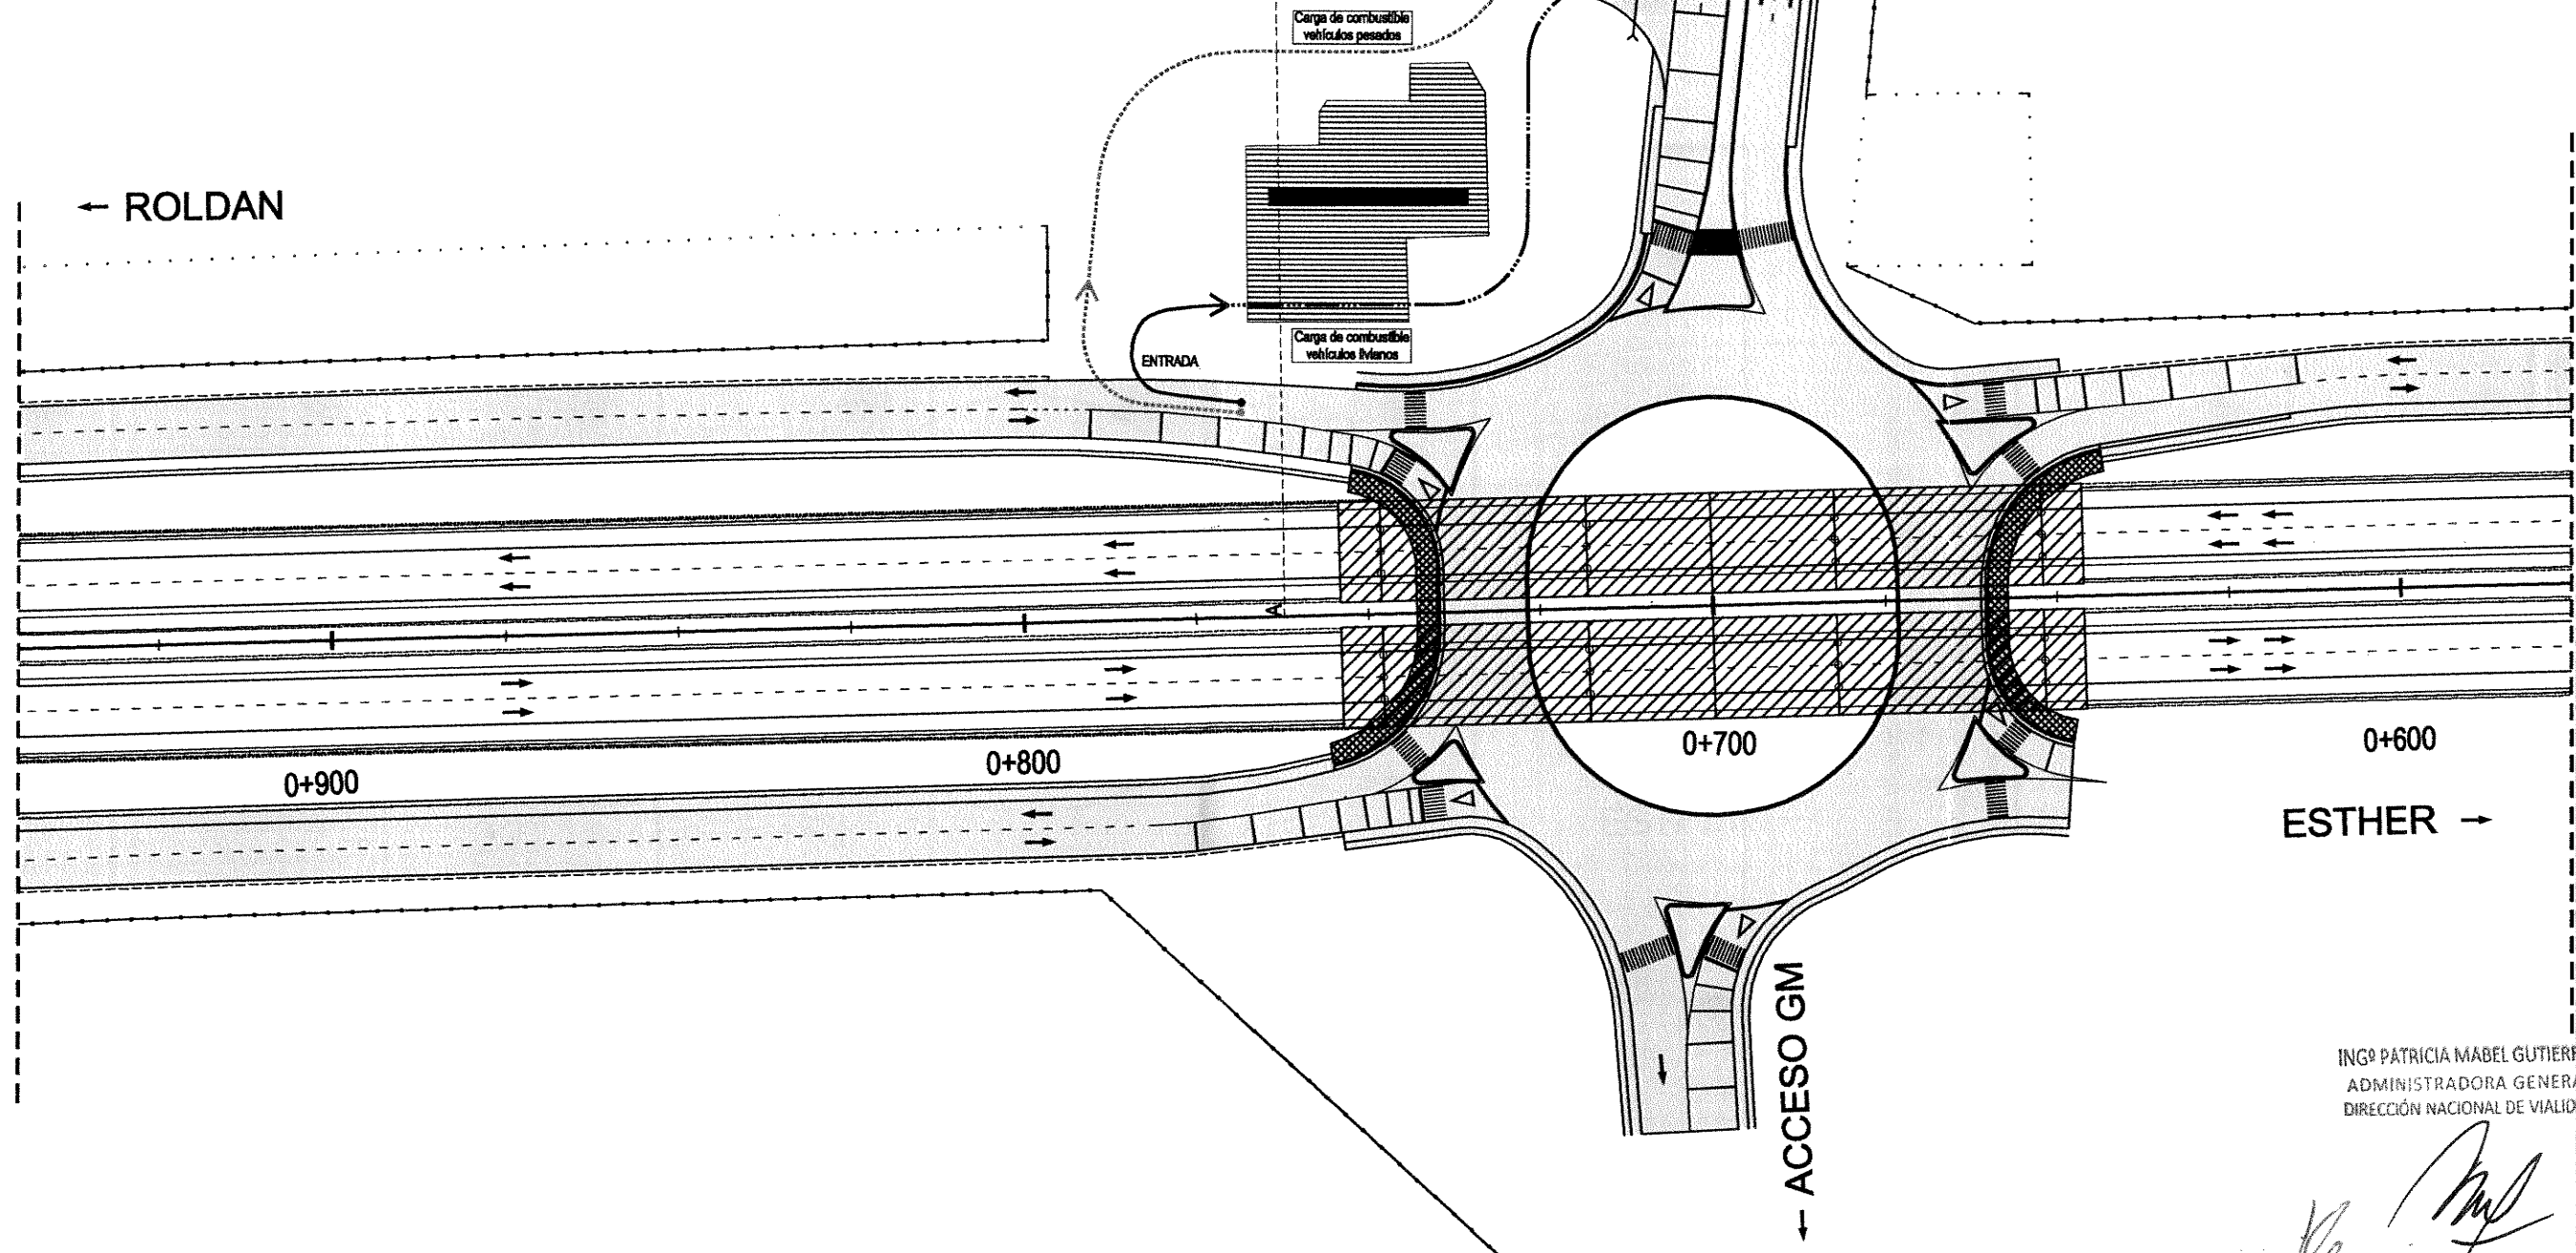 Carga de combustible
vehículos pesados
← ROLDAN
Carga de combustible
vehículos livianos
ENTRADA
A
0+900
0+800
0+700
0+600
ESTHER →
← ACCESO GM
INGº PATRICIA MABEL GUTIERR
ADMINISTRADORA GENERA
DIRECCIÓN NACIONAL DE VIALID